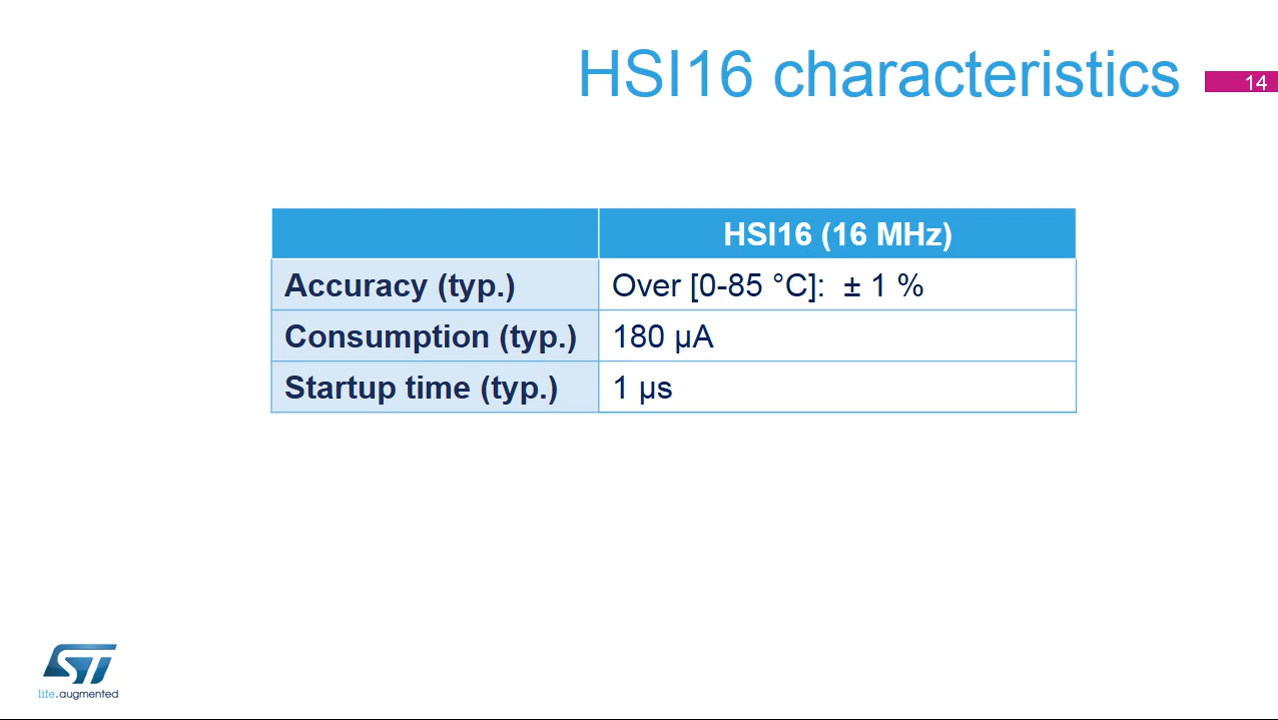 HSI16 characteristics
14
HSI16 (16 MHz)
Accuracy (typ.) Over [0-85 °C]: ± 1 %
Consumption (typ.) 180 µA
Startup time (typ.) 1 µs
ST
life.augmented